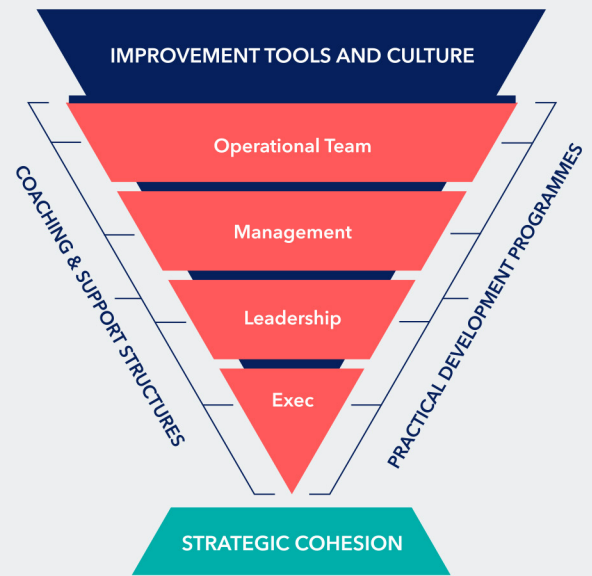 IMPROVEMENT TOOLS AND CULTURE
Operational Team
Management
Leadership
Exec
COACHING & SUPPORT STRUCTURES
PRACTICAL DEVELOPMENT PROGRAMMES
STRATEGIC COHESION